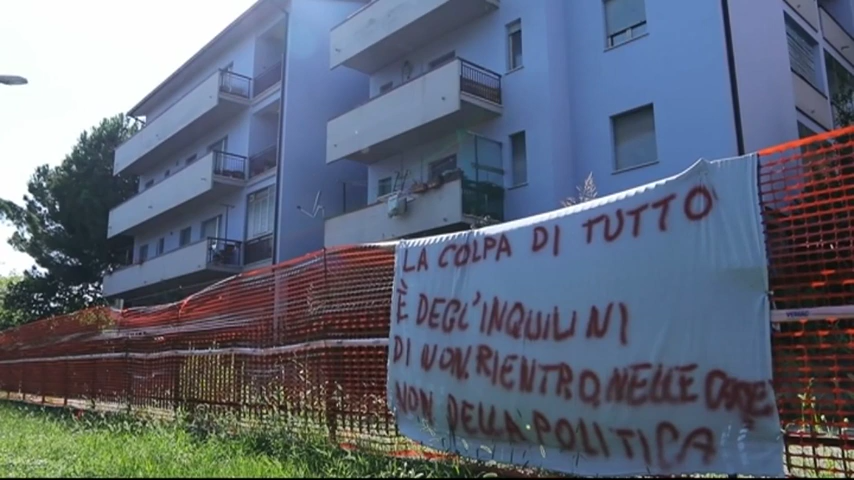 LA COLPA DI TUTTO
È DEGL'INQUILINI
DI NON RIENTRO NELLE CASE
NON DELLA POLITICA